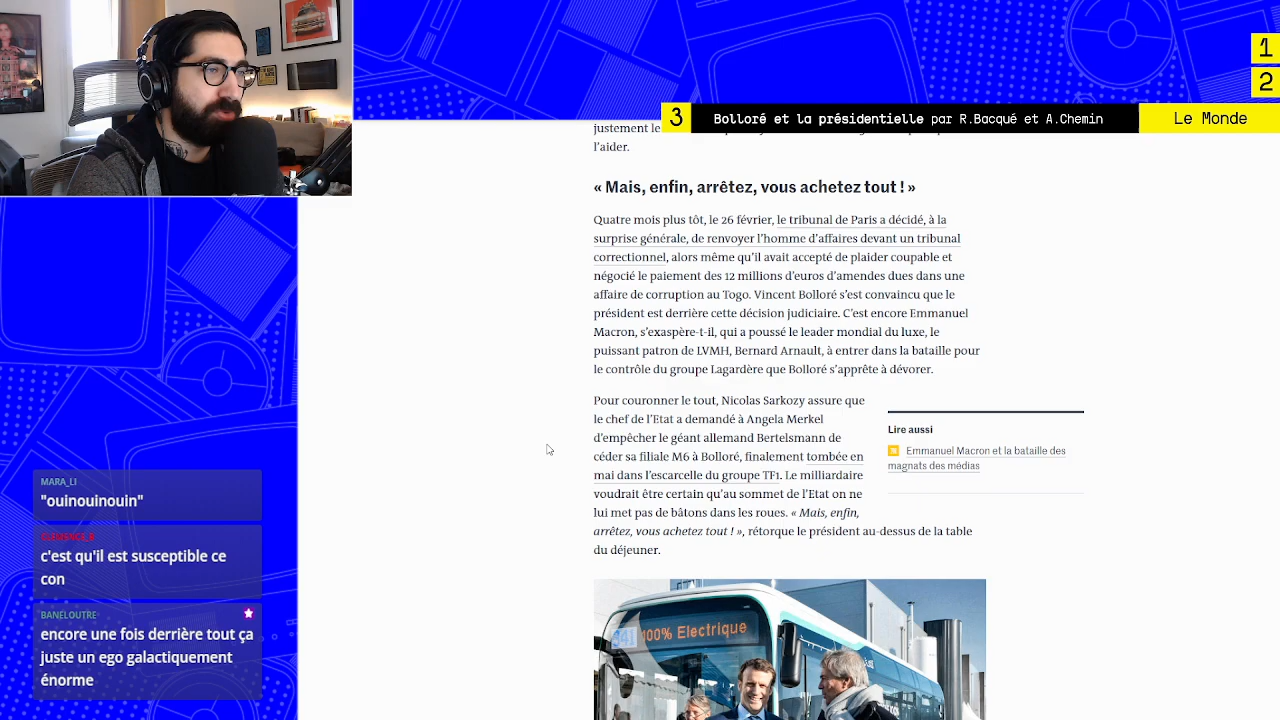 1
2
3 Bolloré et la présidentielle par R.Bacqué et A.Chemin Le Monde
justement le
l'aider.
« Mais, enfin, arrêtez, vous achetez tout ! »
Quatre mois plus tôt, le 26 février, le tribunal de Paris a décidé, à la
surprise générale, de renvoyer l'homme d'affaires devant un tribunal
correctionnel, alors même qu'il avait accepté de plaider coupable et
négocié le paiement des 12 millions d'euros d'amendes dues dans une
affaire de corruption au Togo. Vincent Bolloré s'est convaincu que le
président est derrière cette décision judiciaire. C'est encore Emmanuel
Macron, s'exaspère-t-il, qui a poussé le leader mondial du luxe, le
puissant patron de LVMH, Bernard Arnault, à entrer dans la bataille pour
le contrôle du groupe Lagardère que Bolloré s'apprête à dévorer.
Pour couronner le tout, Nicolas Sarkozy assure que
le chef de l'Etat a demandé à Angela Merkel
d'empêcher le géant allemand Bertelsmann de
céder sa filiale M6 à Bolloré, finalement tombée en
mai dans l'escarcelle du groupe TF1. Le milliardaire
voudrait être certain qu'au sommet de l'Etat on ne
lui met pas de bâtons dans les roues. « Mais, enfin,
arrêtez, vous achetez tout ! », rétorque le président au-dessus de la table
du déjeuner.
Lire aussi
Emmanuel Macron et la bataille des
magnats des médias
341 100% Electrique
MARA_LI
"ouinouinouin"
c'est qu'il est susceptible ce
con
BANELOUTRE
encore une fois derrière tout ça
juste un ego galactiquement
énorme